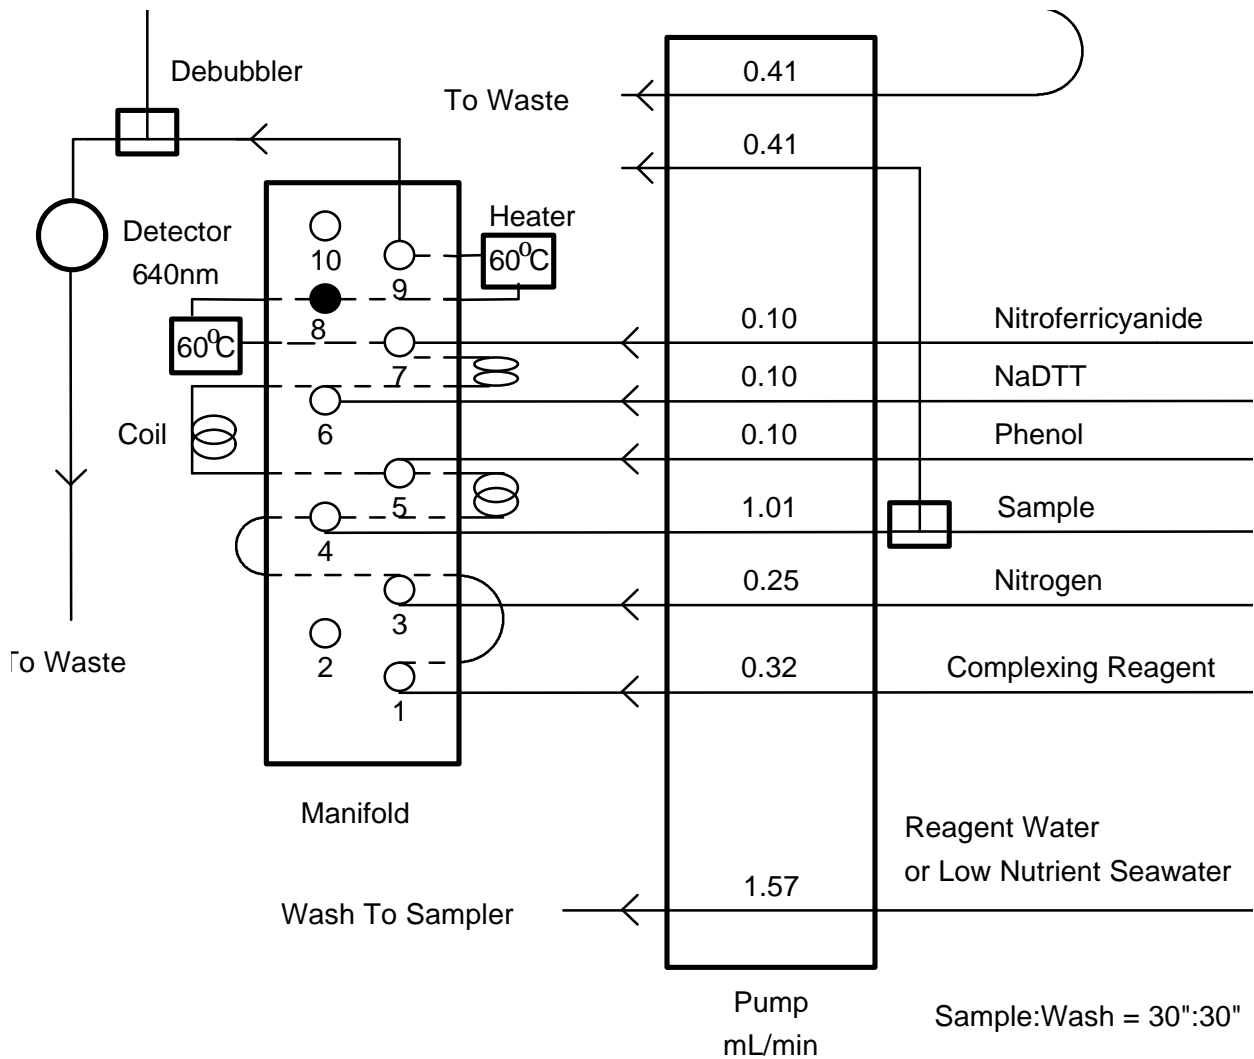 Debubbler
To Waste
0.41
0.41
Detector
640nm
Heater
60⁰C
10
9
8
60⁰C
7
0.10
Nitroferricyanide
0.10
NaDTT
6
Coil
0.10
Phenol
5
1.01
Sample
4
0.25
Nitrogen
3
To Waste
2
0.32
Complexing Reagent
1
Manifold
Reagent Water
or Low Nutrient Seawater
1.57
Wash To Sampler
Pump
mL/min
Sample:Wash = 30":30"